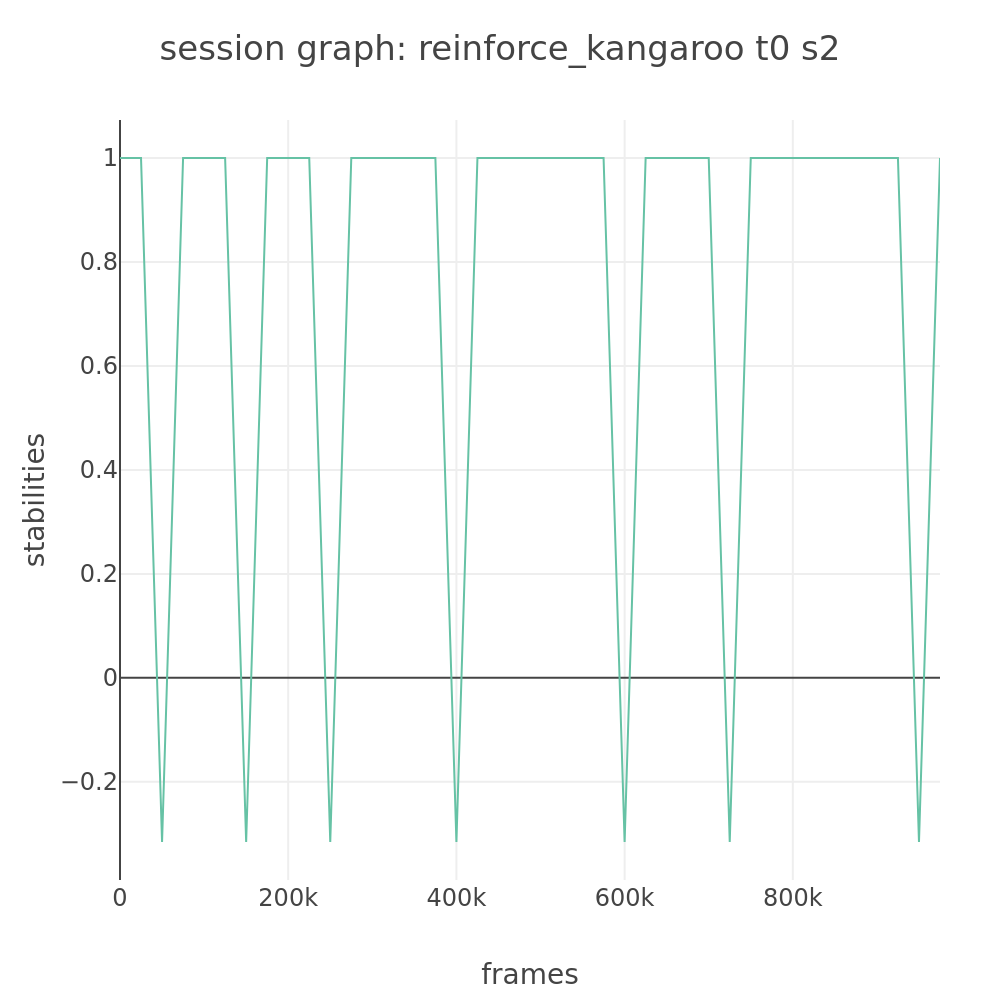 session graph: reinforce_kangaroo t0 s2
stabilities
1
0.8
0.6
0.4
0.2
0
−0.2
0 200k 400k 600k 800k
frames